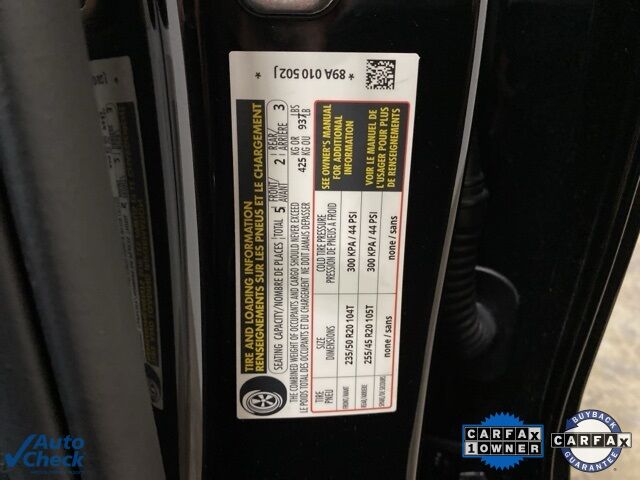 * 89A 010 502 J *
TIRE AND LOADING INFORMATION
RENSEIGNEMENTS SUR LES PNEUS ET LE CHARGEMENT
SEATING CAPACITY/NOMBRE DE PLACES TOTAL 5 FRONT/AVANT 2 REAR/ARRIÈRE 3
THE COMBINED WEIGHT OF OCCUPANTS AND CARGO SHOULD NEVER EXCEED 425 KG OR 937 LBS
LE POIDS TOTAL DES OCCUPANTS ET DU CHARGEMENT NE DOIT JAMAIS DÉPASSER 425 KG OU 937 LB
TIRE SIZE COLD TIRE PRESSURE
PNEU DIMENSIONS PRESSION DE PNEUS A FROID
FRONT/AVANT 235/50 R20 104T 300 KPA / 44 PSI
REAR/ARRIÈRE 255/45 R20 105T 300 KPA / 44 PSI
SPARE/DE SECOURS none / sans none / sans
SEE OWNER'S MANUAL
FOR ADDITIONAL
INFORMATION
VOIR LE MANUEL DE
L'USAGER POUR PLUS
DE RENSEIGNEMENTS
Auto
Check
CARFAX
1 OWNER
BUYBACK
CARFAX
GUARANTEE